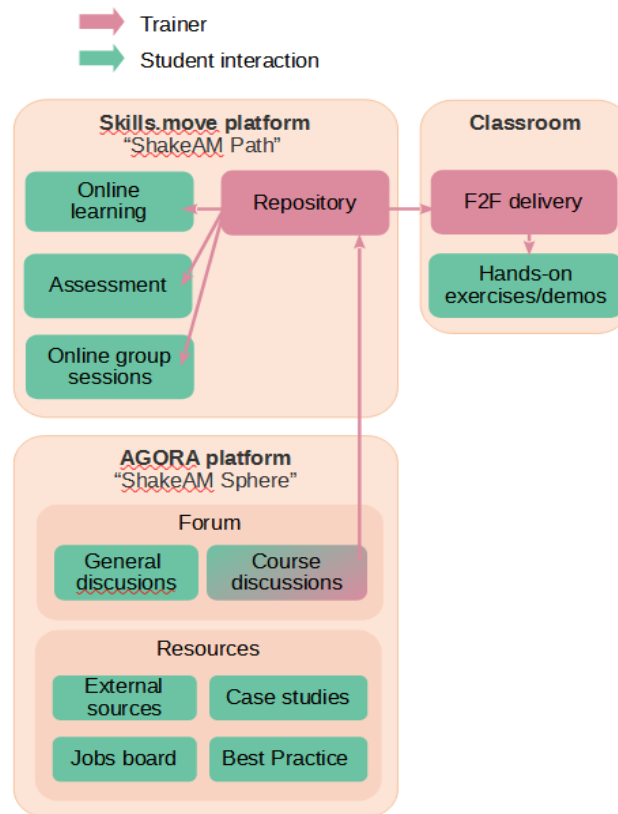 Trainer
Student interaction
Skills.move platform
“ShakeAM Path”
Online
learning
Repository
Assessment
Online group
sessions
Classroom
F2F delivery
Hands-on
exercises/demos
AGORA platform
“ShakeAM Sphere”
Forum
General
discusions
Course
discussions
Resources
External
sources
Case studies
Jobs board
Best Practice